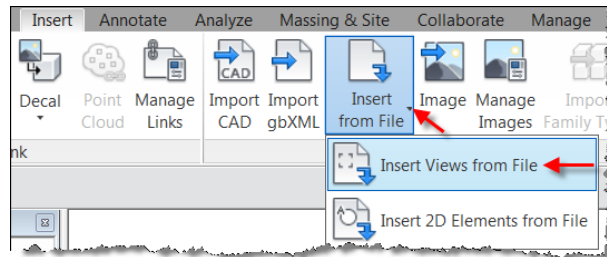 Insert Annotate Analyze Massing & Site Collaborate Manage
CAD
Decal Point Manage Import Import Insert Image Manage
Cloud Links CAD gbXML from File Images Family
Insert Views from File
Insert 2D Elements from File